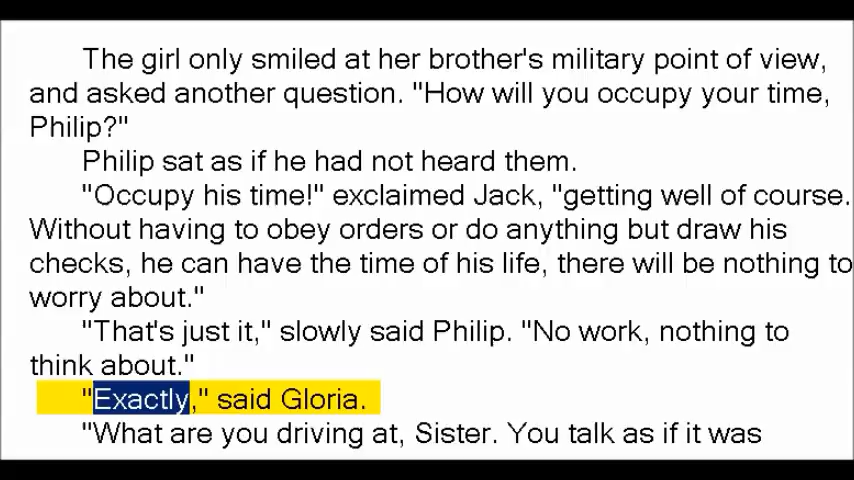 The girl only smiled at her brother's military point of view,
and asked another question. "How will you occupy your time,
Philip?"
Philip sat as if he had not heard them.
"Occupy his time!" exclaimed Jack, "getting well of course.
Without having to obey orders or do anything but draw his
checks, he can have the time of his life, there will be nothing to
worry about."
"That's just it," slowly said Philip. "No work, nothing to
think about."
"Exactly," said Gloria.
"What are you driving at, Sister. You talk as if it was